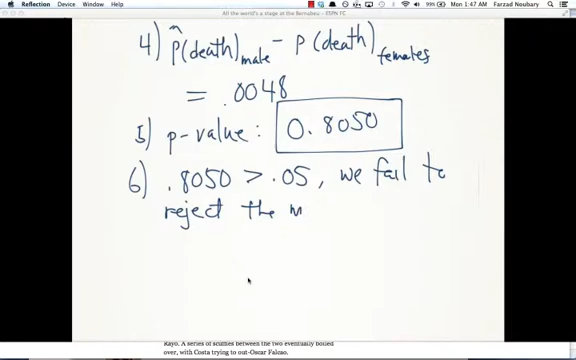 Reflection Device Window
99% Mon 1:47 AM Farzad Noubary
All the world's a stage at the Bernabeu - ESPN FC
4) p̂(death)male - p(death)females
= .0048
5) p-value: 0.8050
6) .8050 > .05, we fail to
reject the
Rayo. A series of scuffles between the two eventually boiled
over, with Costa trying to out-Oscar Falcao.